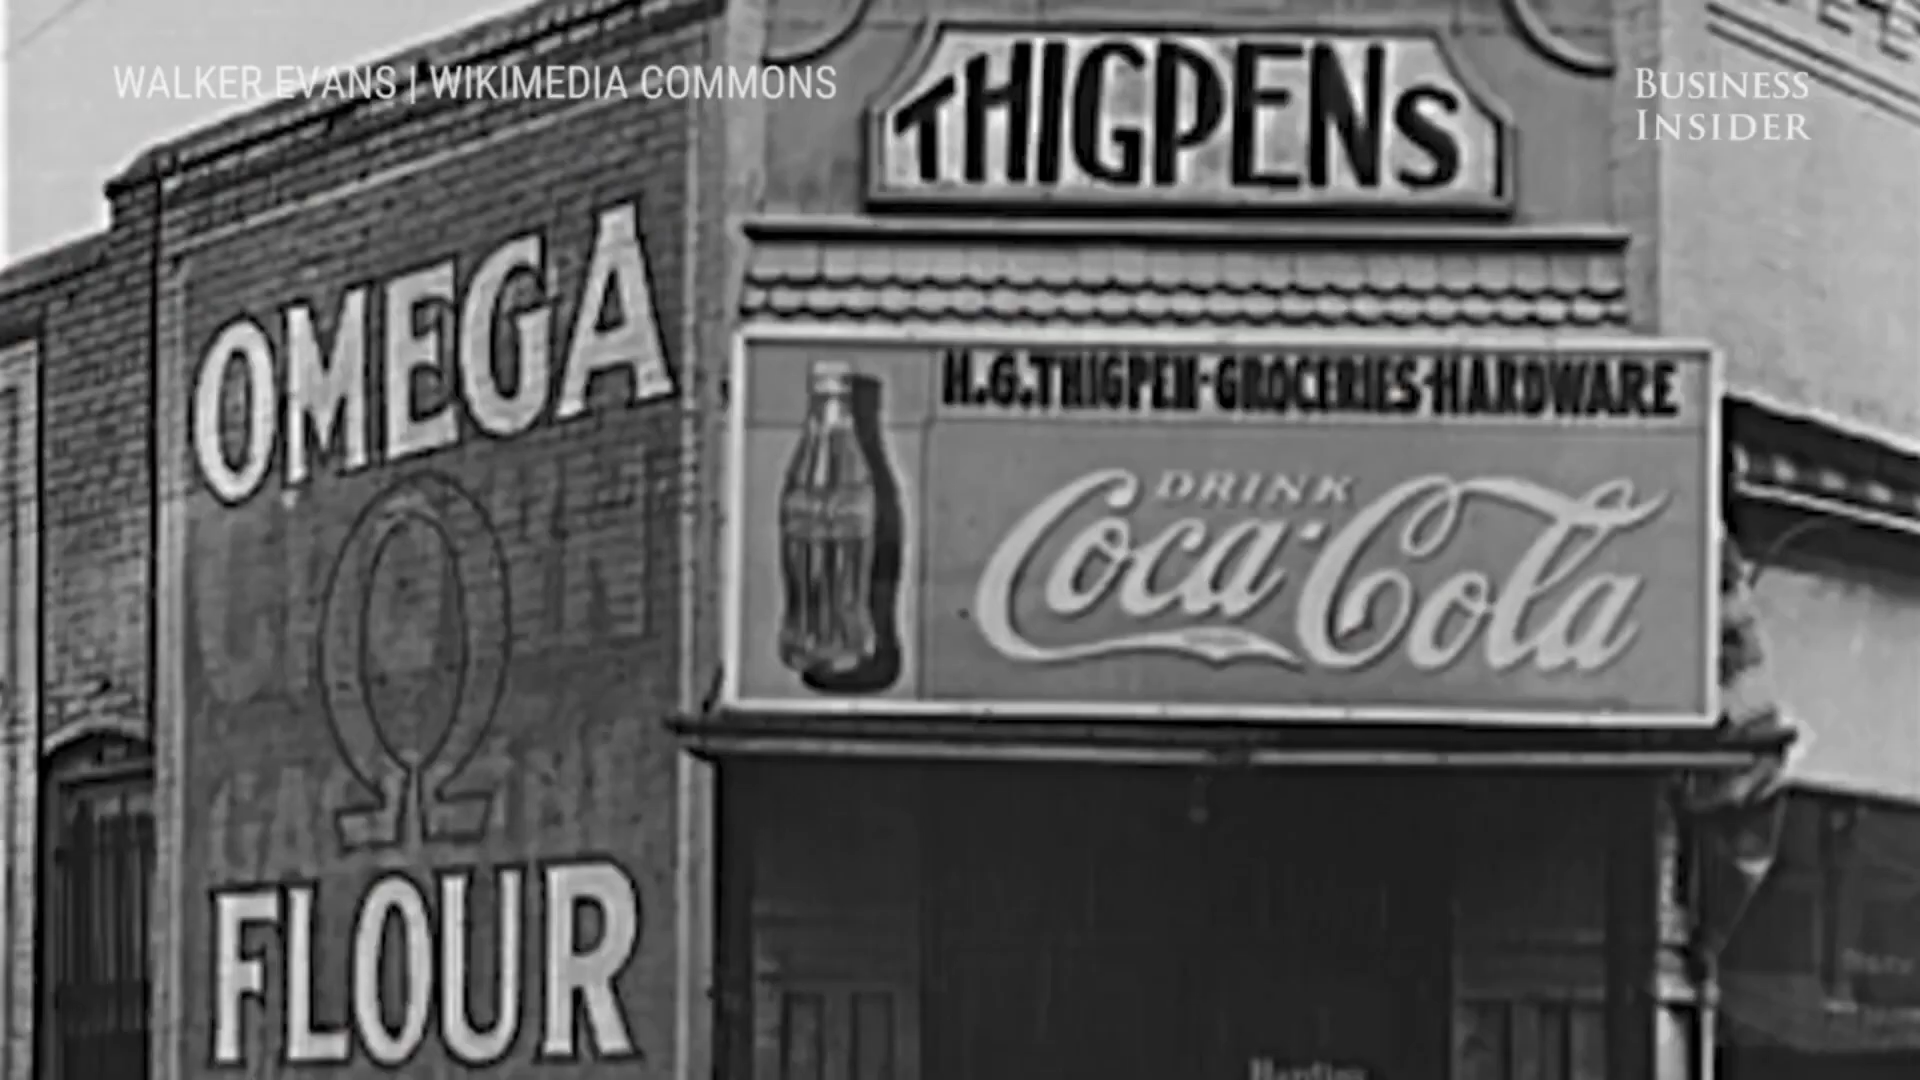 WALKER EVANS | WIKIMEDIA COMMONS
BUSINESS
INSIDER
THIGPENS
OMEGA
Ω
FLOUR
H.G.THIGPEN·GROCERIES·HARDWARE
DRINK
Coca-Cola